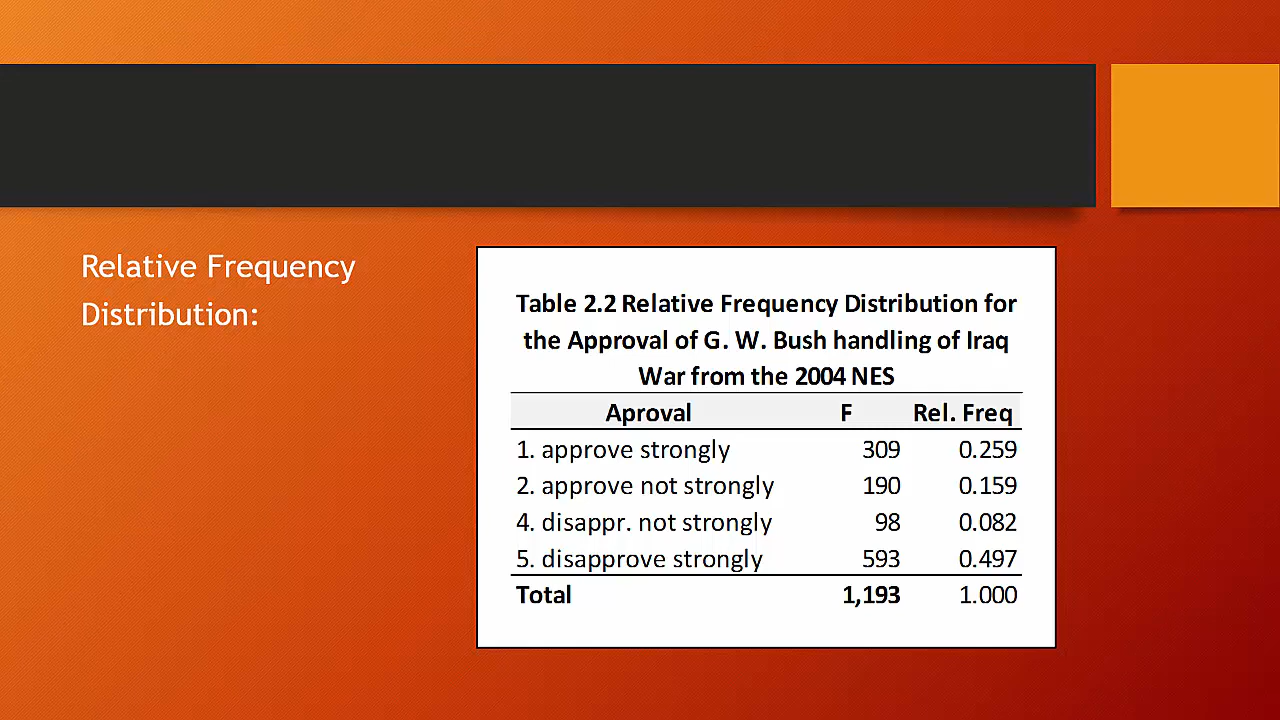 Relative Frequency
Distribution:
Table 2.2 Relative Frequency Distribution for
the Approval of G. W. Bush handling of Iraq
War from the 2004 NES
Aproval F Rel. Freq
1. approve strongly 309 0.259
2. approve not strongly 190 0.159
4. disappr. not strongly 98 0.082
5. disapprove strongly 593 0.497
Total 1,193 1.000